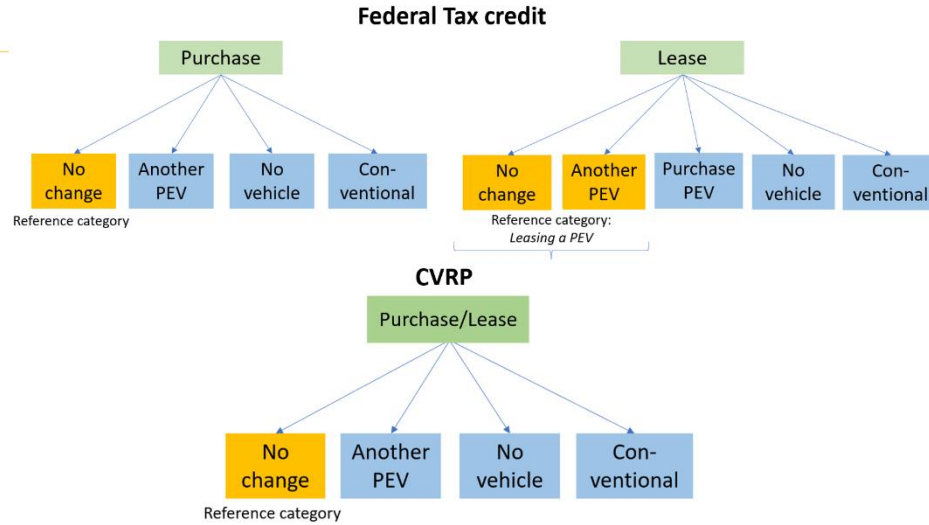 Federal Tax credit
Purchase
Lease
No
change
Another
PEV
No
vehicle
Con-
ventional
No
change
Another
PEV
Purchase
PEV
No
vehicle
Con-
ventional
Reference category
Reference category:
Leasing a PEV
CVRP
Purchase/Lease
No
change
Another
PEV
No
vehicle
Con-
ventional
Reference category